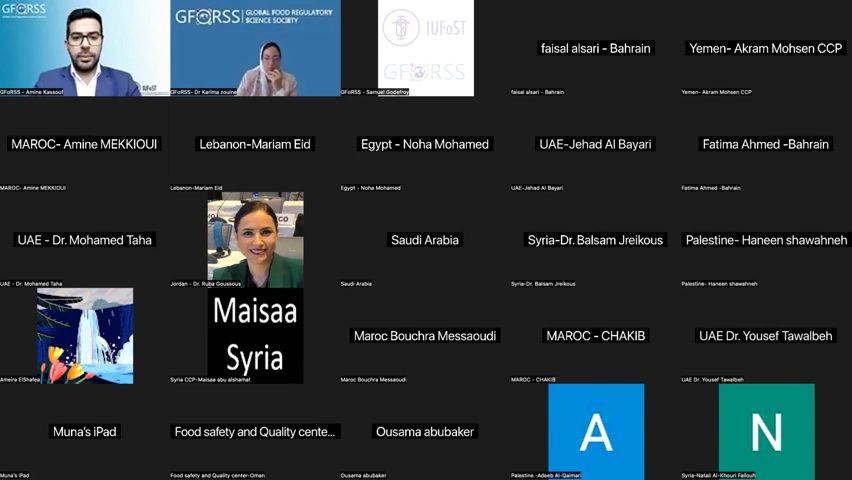 GFORSS
IUFoST
GFoRSS - Amine Kassouf
GFORSS | GLOBAL FOOD REGULATORY
SCIENCE SOCIETY
GFoRSS- Dr Karima zouine
IUFoST
GFORSS
GFoRSS - Samuel Godefroy
faisal alsari - Bahrain
faisal alsari - Bahrain
Yemen- Akram Mohsen CCP
Yemen- Akram Mohsen CCP
MAROC- Amine MEKKIOUI
MAROC- Amine MEKKIOUI
Lebanon-Mariam Eid
Lebanon-Mariam Eid
Egypt - Noha Mohamed
Egypt - Noha Mohamed
UAE-Jehad Al Bayari
UAE-Jehad Al Bayari
Fatima Ahmed -Bahrain
Fatima Ahmed -Bahrain
UAE - Dr. Mohamed Taha
UAE - Dr. Mohamed Taha
Jordan - Dr. Ruba Goussous
Saudi Arabia
Saudi Arabia
Syria-Dr. Balsam Jreikous
Syria-Dr. Balsam Jreikous
Palestine- Haneen shawahneh
Palestine- Haneen shawahneh
Ameira ElShafea
Maisaa
Syria
Syria CCP-Maisaa abu alshamat
Maroc Bouchra Messaoudi
Maroc Bouchra Messaoudi
MAROC - CHAKIB
MAROC - CHAKIB
UAE Dr. Yousef Tawalbeh
UAE Dr. Yousef Tawalbeh
Muna's iPad
Muna's iPad
Food safety and Quality cente...
Food safety and Quality center-Oman
Ousama abubaker
Ousama abubaker
A
Palestine -Adeeb Al-Qaimari
N
Syria-Natali Al-Khouri Fallouh